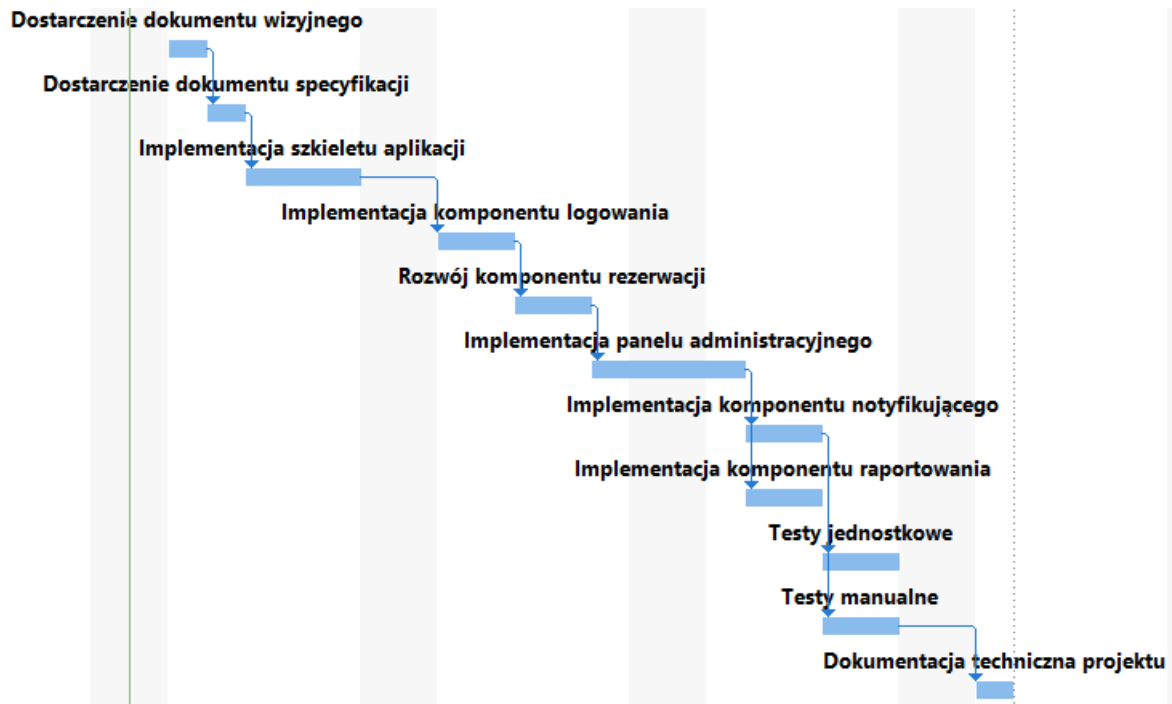 Dostarczenie dokumentu wizyjnego
Dostarczenie dokumentu specyfikacji
Implementacja szkieletu aplikacji
Implementacja komponentu logowania
Rozwój komponentu rezerwacji
Implementacja panelu administracyjnego
Implementacja komponentu notyfikującego
Implementacja komponentu raportowania
Testy jednostkowe
Testy manualne
Dokumentacja techniczna projektu